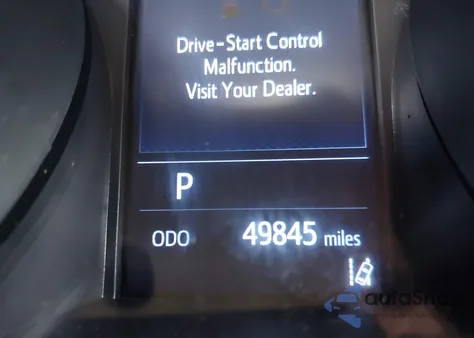 Drive-Start Control
Malfunction.
Visit Your Dealer.
P
ODO 49845 miles